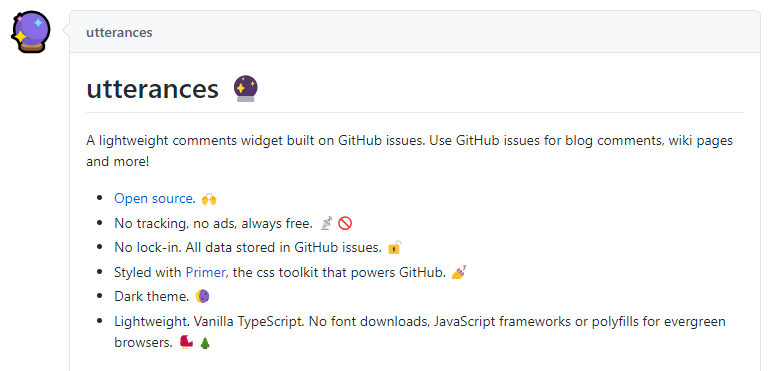 utterances
utterances 🔮
A lightweight comments widget built on GitHub issues. Use GitHub issues for blog comments, wiki pages
and more!
• Open source. 🙌
• No tracking, no ads, always free. 📡🚫
• No lock-in. All data stored in GitHub issues. 🔓
• Styled with Primer, the css toolkit that powers GitHub. 💅
• Dark theme. 🌘
• Lightweight. Vanilla TypeScript. No font downloads, JavaScript frameworks or polyfills for evergreen
browsers. 🐦🌲